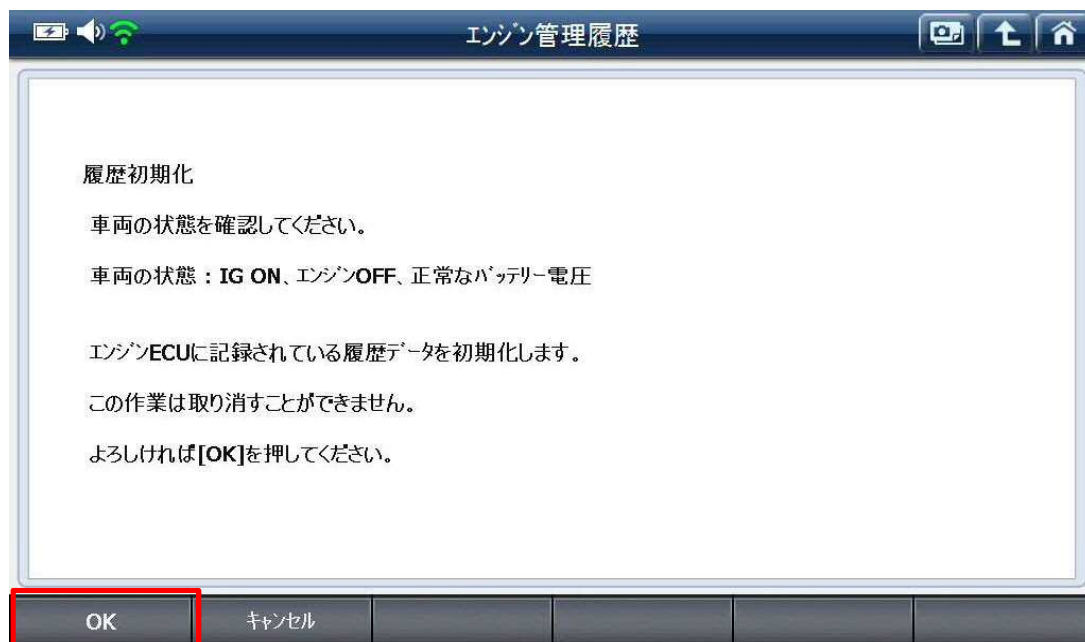 エンジン管理履歴
履歴初期化
車両の状態を確認してください。
車両の状態：IG ON、エンジンOFF、正常なバッテリー電圧
エンジンECUに記録されている履歴データを初期化します。
この作業は取り消すことができません。
よろしければ[OK]を押してください。
OK キャンセル